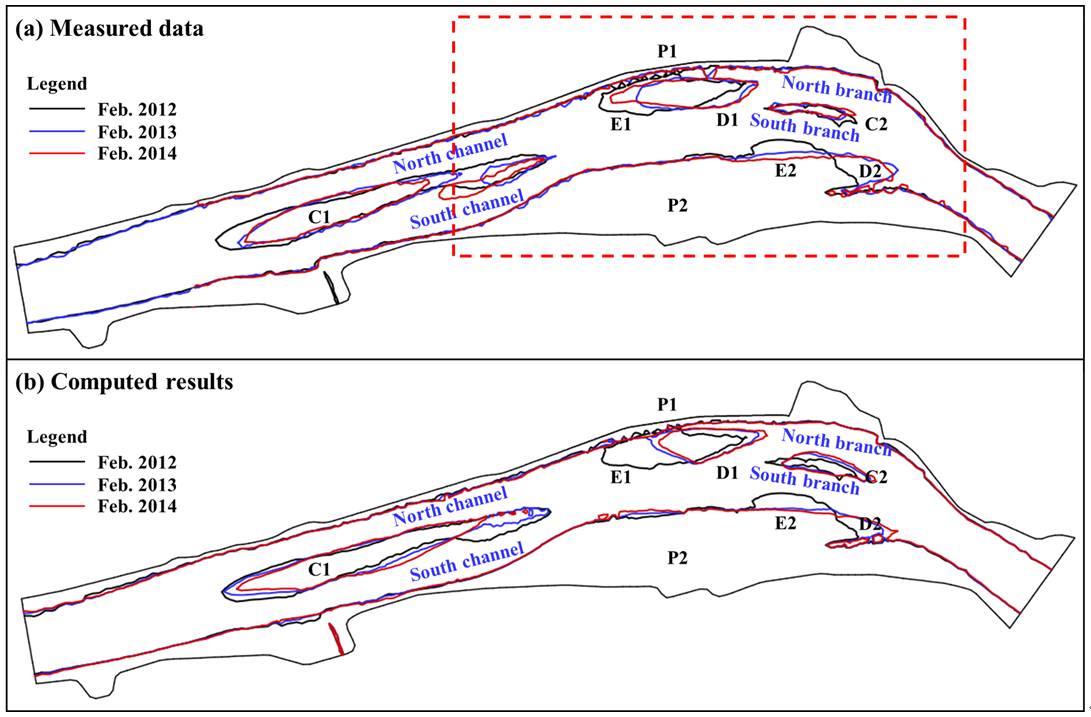 (a) Measured data
Legend
Feb. 2012
Feb. 2013
Feb. 2014
P1
North branch
E1
D1
South branch
C2
North channel
E2
D2
C1
South channel
P2
(b) Computed results
Legend
Feb. 2012
Feb. 2013
Feb. 2014
P1
North branch
E1
D1
South branch
C2
North channel
E2
D2
C1
South channel
P2